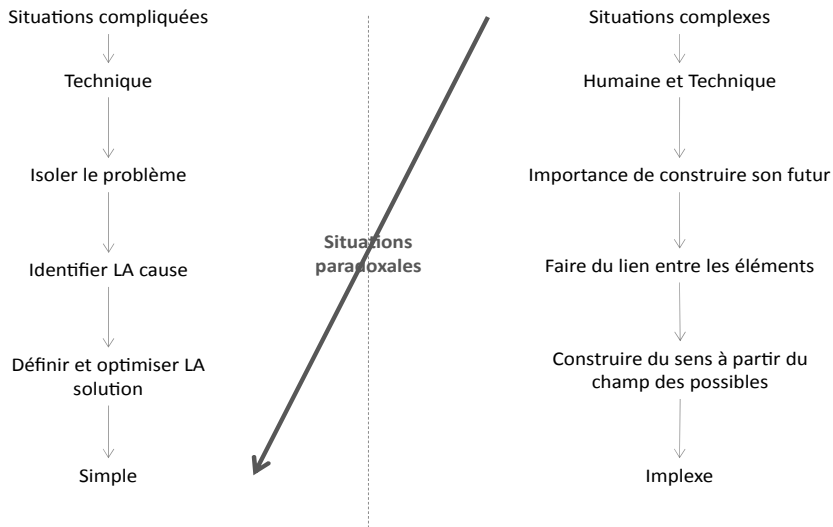 Situations compliquées
Technique
Isoler le problème
Identifier LA cause
Définir et optimiser LA
solution
Simple
Situations
paradoxales
Situations complexes
Humaine et Technique
Importance de construire son futur
Faire du lien entre les éléments
Construire du sens à partir du
champ des possibles
Implexe